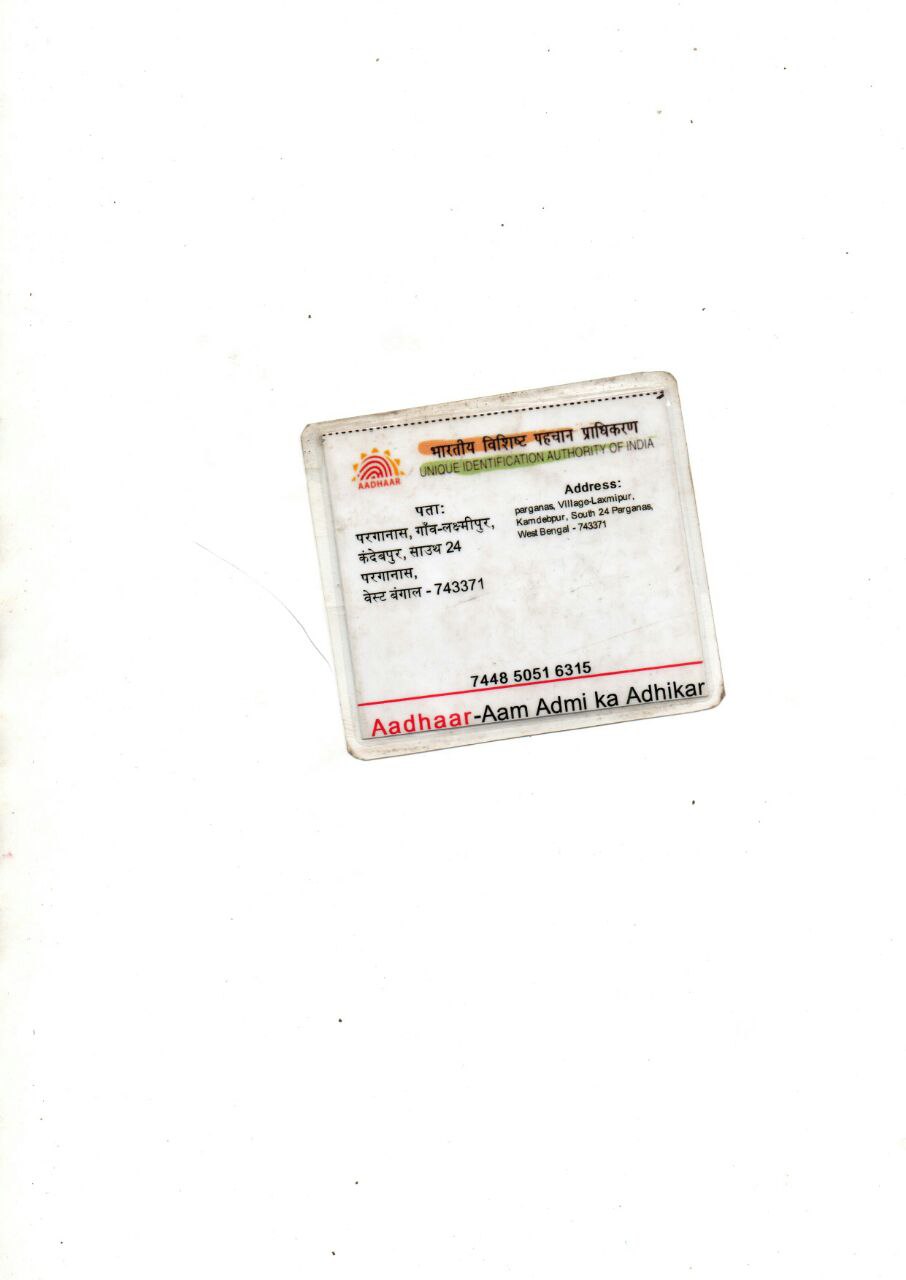 भारतीय विशिष्ट पहचान प्राधिकरण
UNIQUE IDENTIFICATION AUTHORITY OF INDIA
AADHAAR
पता:
परगानास, गाँव-लक्ष्मीपुर,
कंदेबपुर, साउथ 24
परगानास,
वेस्ट बंगाल - 743371
Address:
parganas, Village-Laxmipur,
Kamdebpur, South 24 Parganas,
West Bengal - 743371
7448 5051 6315
Aadhaar-Aam Admi ka Adhikar